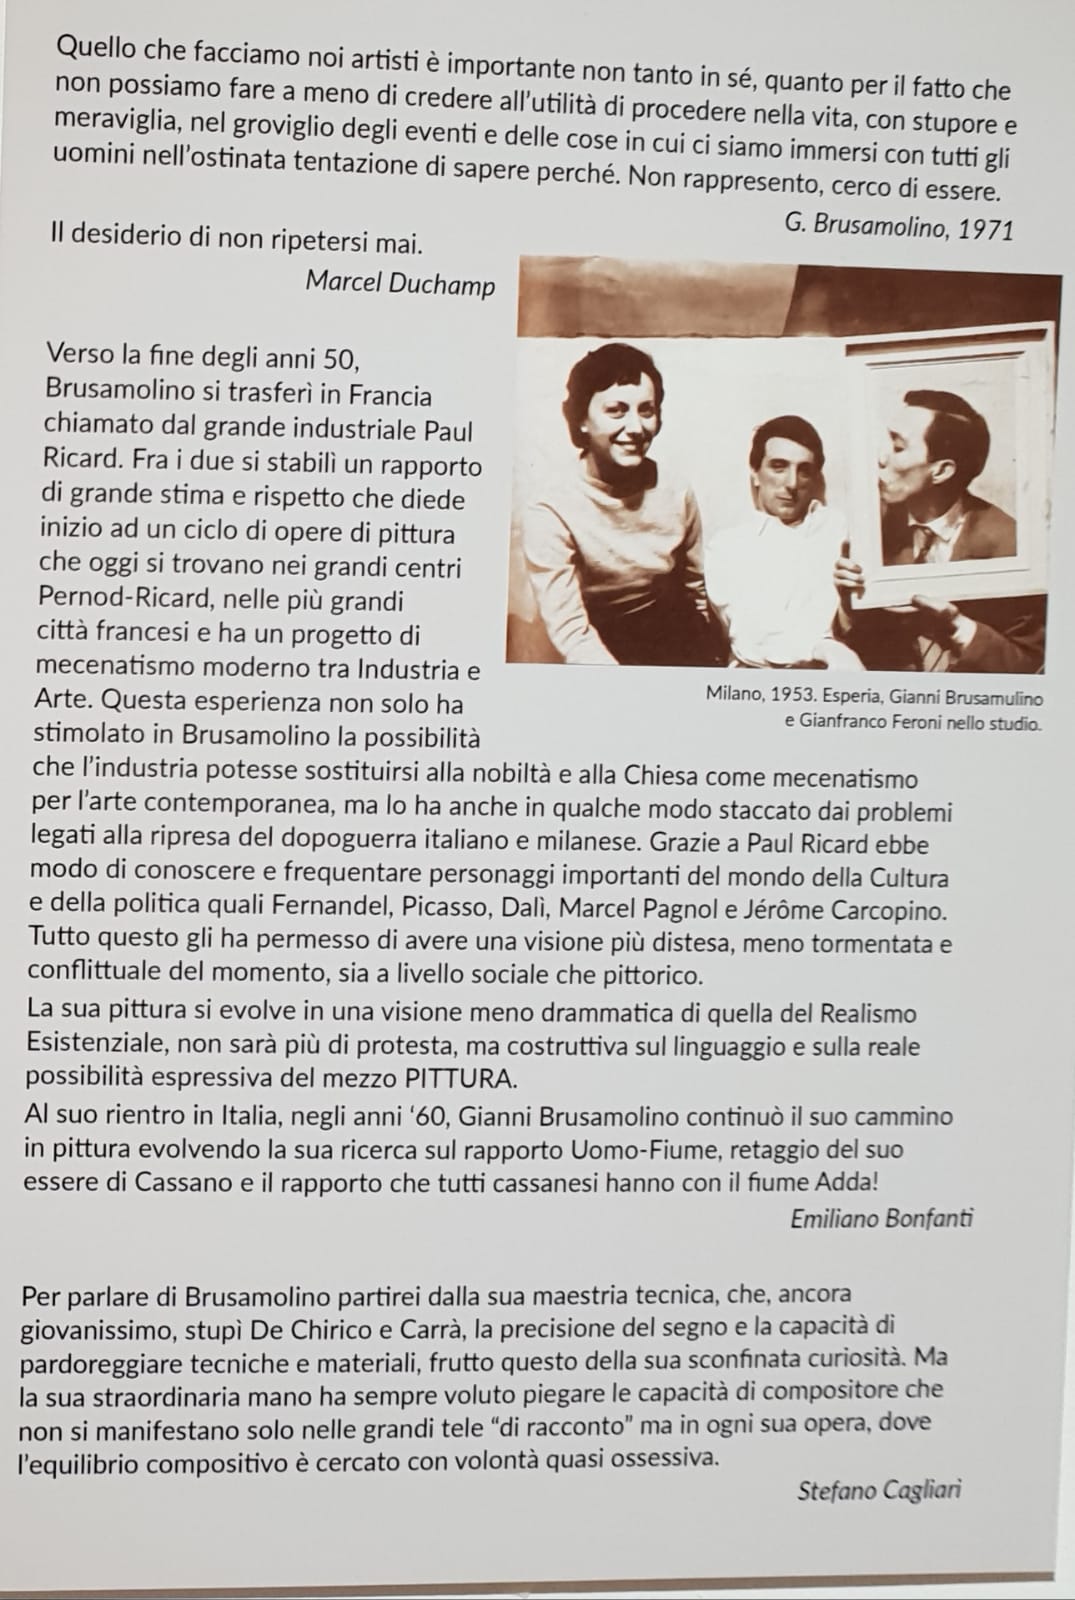 Quello che facciamo noi artisti è importante non tanto in sé, quanto per il fatto che
non possiamo fare a meno di credere all'utilità di procedere nella vita, con stupore e
meraviglia, nel groviglio degli eventi e delle cose in cui ci siamo immersi con tutti gli
uomini nell'ostinata tentazione di sapere perché. Non rappresento, cerco di essere.
G. Brusamolino, 1971
Il desiderio di non ripetersi mai.
Marcel Duchamp
Verso la fine degli anni 50,
Brusamolino si trasferì in Francia
chiamato dal grande industriale Paul
Ricard. Fra i due si stabilì un rapporto
di grande stima e rispetto che diede
inizio ad un ciclo di opere di pittura
che oggi si trovano nei grandi centri
Pernod-Ricard, nelle più grandi
città francesi e ha un progetto di
mecenatismo moderno tra Industria e
Arte. Questa esperienza non solo ha
stimolato in Brusamolino la possibilità
che l'industria potesse sostituirsi alla nobiltà e alla Chiesa come mecenatismo
per l'arte contemporanea, ma lo ha anche in qualche modo staccato dai problemi
legati alla ripresa del dopoguerra italiano e milanese. Grazie a Paul Ricard ebbe
modo di conoscere e frequentare personaggi importanti del mondo della Cultura
e della politica quali Fernandel, Picasso, Dalì, Marcel Pagnol e Jérôme Carcopino.
Tutto questo gli ha permesso di avere una visione più distesa, meno tormentata e
conflittuale del momento, sia a livello sociale che pittorico.
La sua pittura si evolve in una visione meno drammatica di quella del Realismo
Esistenziale, non sarà più di protesta, ma costruttiva sul linguaggio e sulla reale
possibilità espressiva del mezzo PITTURA.
Al suo rientro in Italia, negli anni '60, Gianni Brusamolino continuò il suo cammino
in pittura evolvendo la sua ricerca sul rapporto Uomo-Fiume, retaggio del suo
essere di Cassano e il rapporto che tutti cassanesi hanno con il fiume Adda!
Emiliano Bonfanti
Milano, 1953. Esperia, Gianni Brusamulino
e Gianfranco Feroni nello studio.
Per parlare di Brusamolino partirei dalla sua maestria tecnica, che, ancora
giovanissimo, stupì De Chirico e Carrà, la precisione del segno e la capacità di
pardoreggiare tecniche e materiali, frutto questo della sua sconfinata curiosità. Ma
la sua straordinaria mano ha sempre voluto piegare le capacità di compositore che
non si manifestano solo nelle grandi tele “di racconto” ma in ogni sua opera, dove
l'equilibrio compositivo è cercato con volontà quasi ossessiva.
Stefano Cagliari